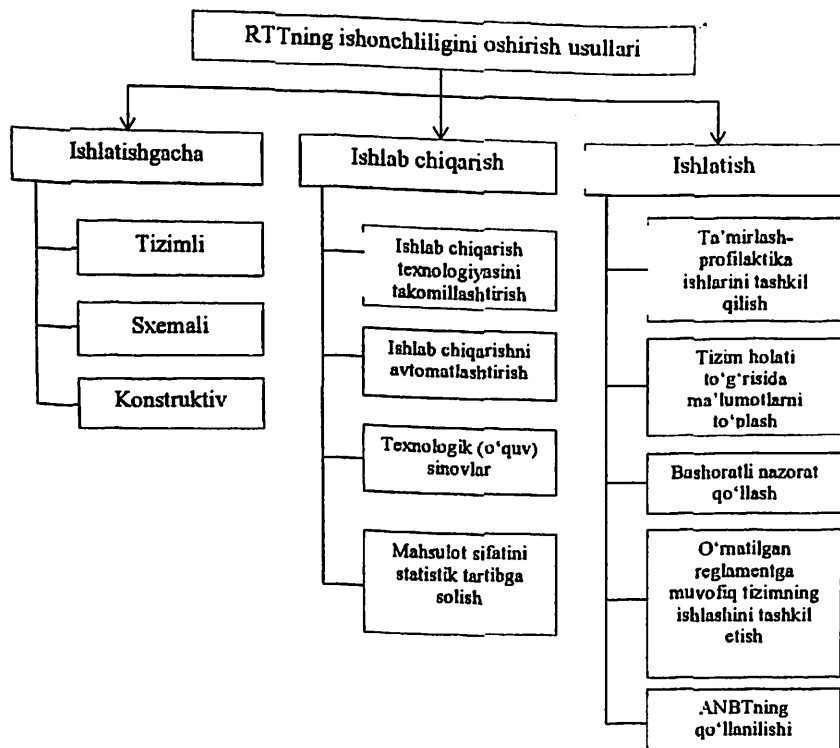 RTTning ishonchliligini oshirish usullari
Ishlatishgacha
Tizimli
Sxemali
Konstruktiv
Ishlab chiqarish
Ishlab chiqarish
texnologiyasini
takomillashtirish
Ishlab chiqarishni
avtomatlashtirish
Texnologik (o‘quv)
sinovlar
Mahsulot sifatini
statistik tartibga
solish
Ishlatish
Ta’mirlash-
profilaktika
ishlarini tashkil
qilish
Tizim holati
to‘g‘risida
ma’lumotlarni
to‘plash
Bashoratli nazorat
qo‘llash
O‘rnatilgan
reglamentga
muvofiq tizimning
ishlashini tashkil
etish
ANBTning
qo‘llanilishi